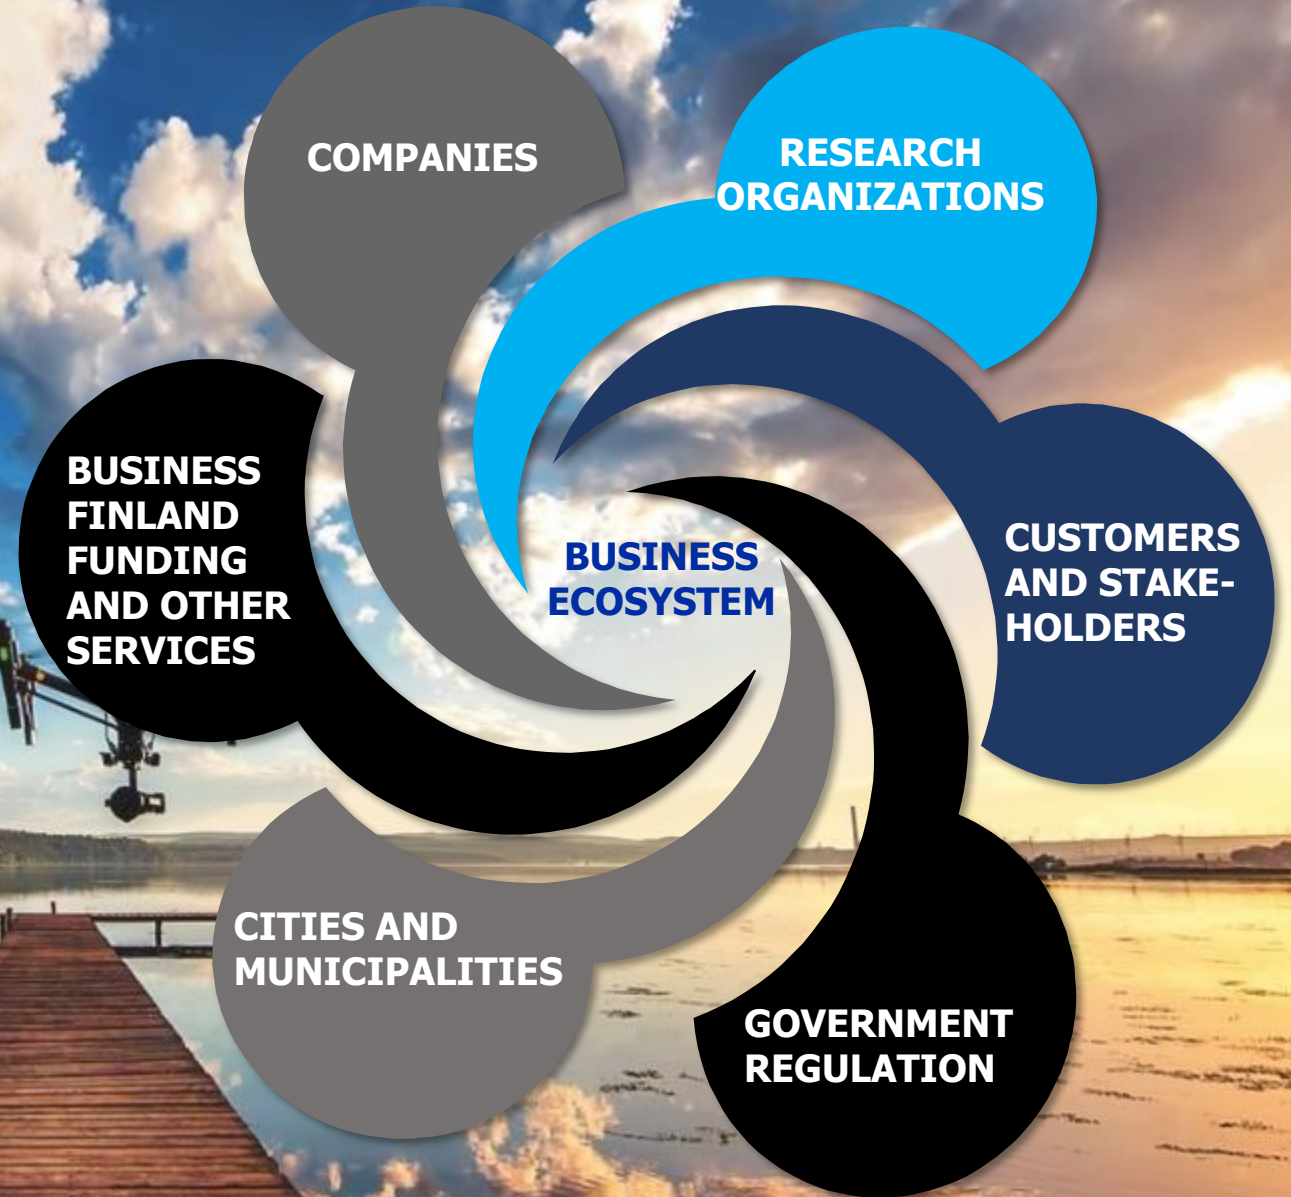 COMPANIES
RESEARCH
ORGANIZATIONS
BUSINESS
FINLAND
FUNDING
AND OTHER
SERVICES
BUSINESS
ECOSYSTEM
CUSTOMERS
AND STAKE-
HOLDERS
CITIES AND
MUNICIPALITIES
GOVERNMENT
REGULATION